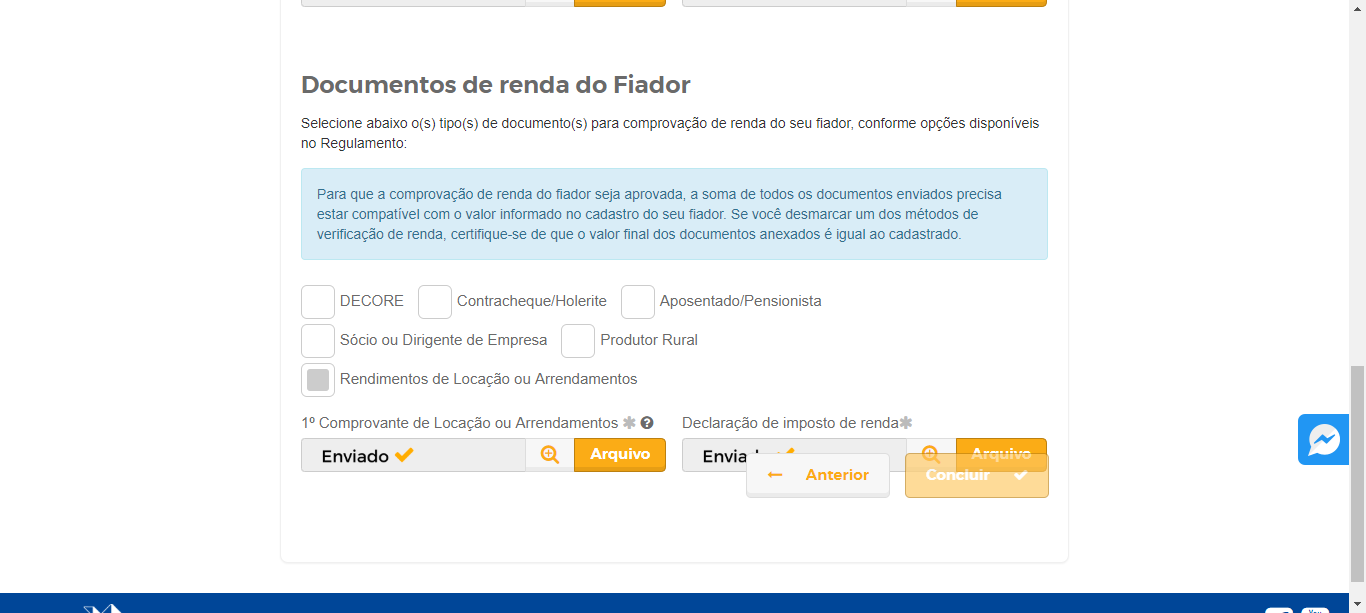 Documentos de renda do Fiador
Selecione abaixo o(s) tipo(s) de documento(s) para comprovação de renda do seu fiador, conforme opções disponíveis
no Regulamento:
Para que a comprovação de renda do fiador seja aprovada, a soma de todos os documentos enviados precisa
estar compatível com o valor informado no cadastro do seu fiador. Se você desmarcar um dos métodos de
verificação de renda, certifique-se de que o valor final dos documentos anexados é igual ao cadastrado.
DECORE Contracheque/Holerite Aposentado/Pensionista
Sócio ou Dirigente de Empresa Produtor Rural
Rendimentos de Locação ou Arrendamentos
1º Comprovante de Locação ou Arrendamentos * ? Declaração de imposto de renda*
Enviado ✓ Arquivo Enviado Arquivo
← Anterior Concluir ✓